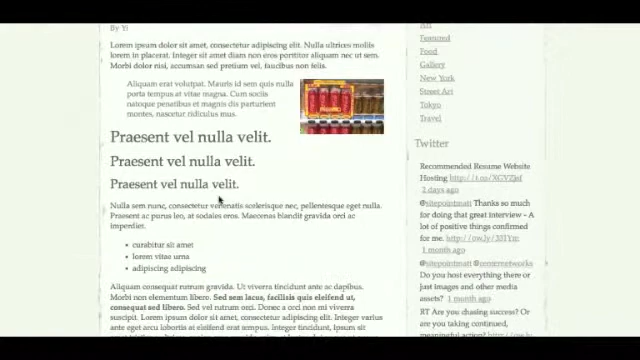 By Yi
Lorem ipsum dolor sit amet, consectetur adipiscing elit. Nulla ultrices mollis
lorem in placerat. Integer sit amet diam non eros porttitor aliquam nec ut sem.
Morbi dolor nisi, accumsan sed pretium vel, faucibus non felis.
Aliquam erat volutpat. Mauris id sem quis nulla
porta tempus at vitae magna. Cum sociis
natoque penatibus et magnis dis parturient
montes, nascetur ridiculus mus.
Praesent vel nulla velit.
Praesent vel nulla velit.
Praesent vel nulla velit.
Nulla sem nunc, consectetur venenatis scelerisque nec, pellentesque eget nulla.
Praesent ac purus leo, at sodales eros. Maecenas blandit gravida orci ac
imperdiet.
• curabitur sit amet
• lorem vitae urna
• adipiscing adipiscing
Aliquam consequat rutrum gravida. Ut viverra tincidunt ante ac dapibus.
Morbi non elementum libero. Sed sem lacus, facilisis quis eleifend ut,
consequat sed libero. Sed vel rutrum orci. Donec a orci non mi viverra
suscipit. Lorem ipsum dolor sit amet, consectetur adipiscing elit. Integer varius
ante eget arcu lobortis at eleifend enim tempus. Integer tincidunt, ipsum
Art
Featured
Food
Gallery
New York
Street Art
Tokyo
Travel
Twitter
Recommended Resume Website
Hosting
2 days ago
@sitepointmatt Thanks so much
for doing that great interview - A
lot of positive things confirmed
for me.
1 month ago
@sitepointmatt
Do you host everything there or
just images and other media
assets? 1 month ago
RT Are you chasing success? Or
are you taking continued,
meaningful action?